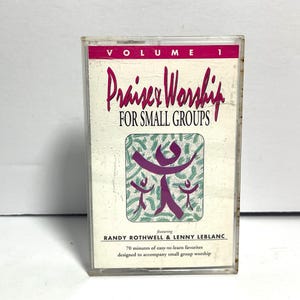 VOLUME 1
Praise & Worship
FOR SMALL GROUPS
featuring
RANDY ROTHWELL & LENNY LEBLANC
70 minutes of easy-to-learn favorites
designed to accompany small group worship